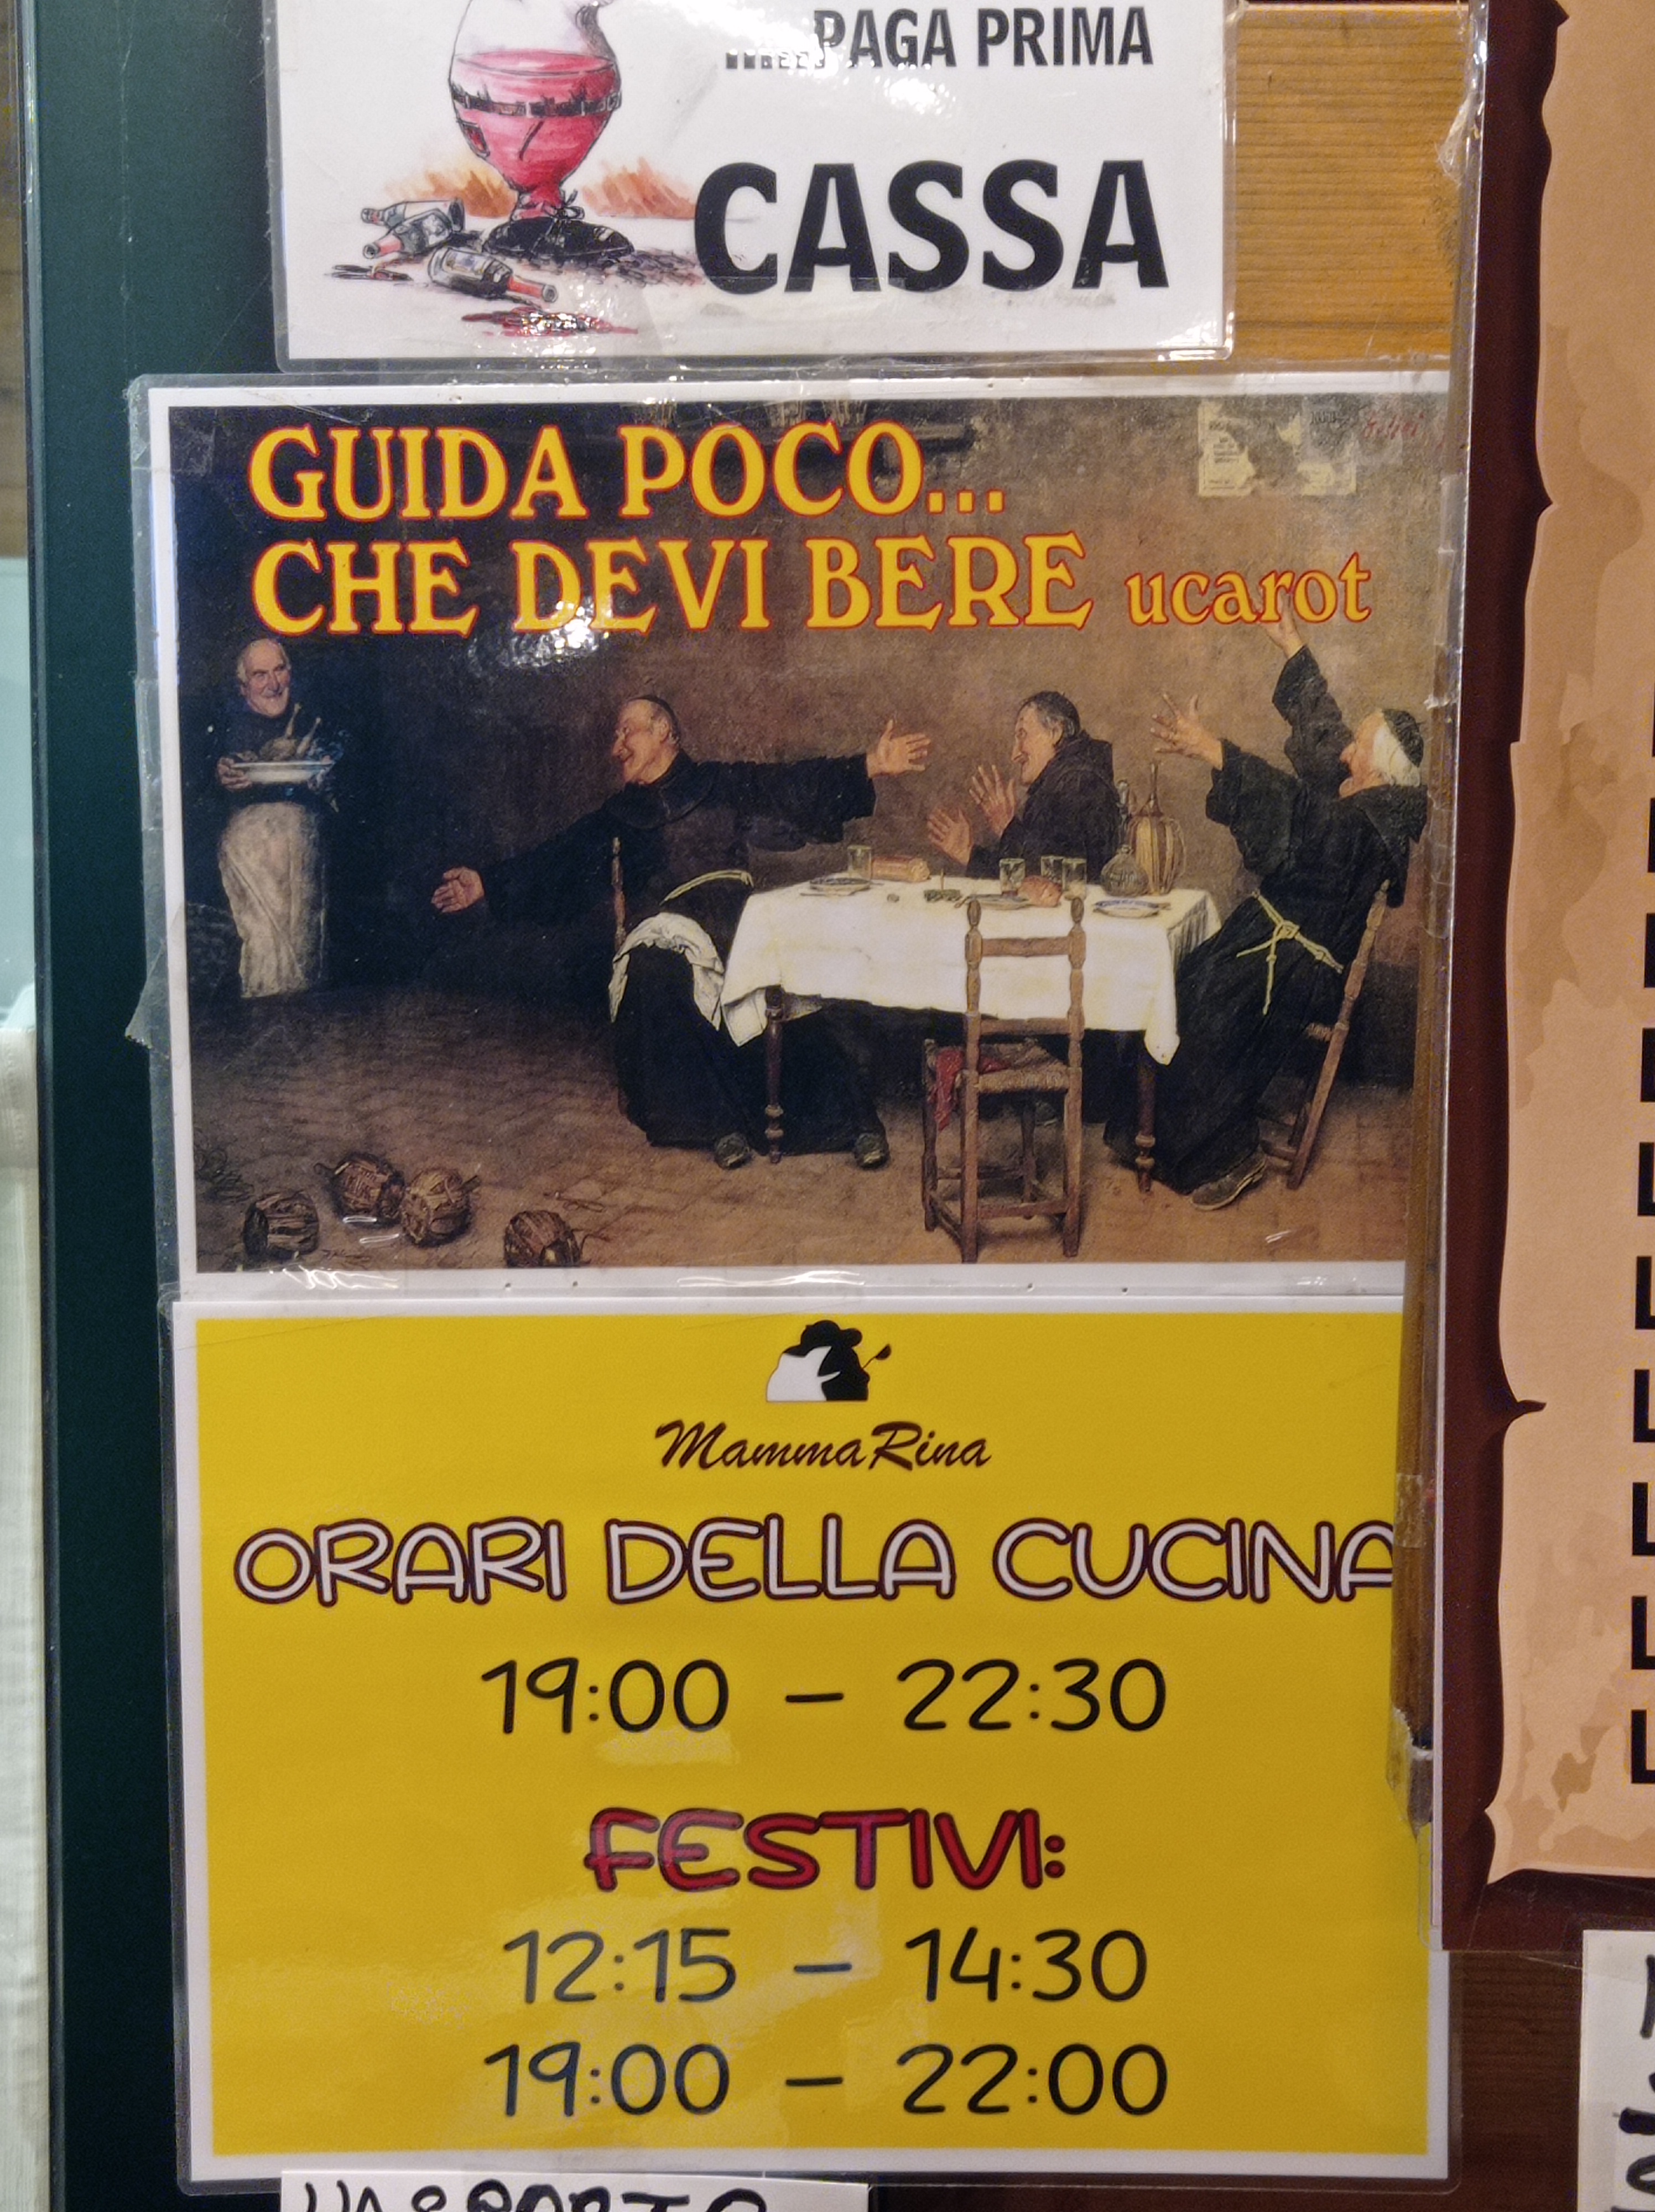 ....PAGA PRIMA
CASSA
GUIDA POCO...
CHE DEVI BERE ucarot
MammaRina
ORARI DELLA CUCINA
19:00 – 22:30
FESTIVI:
12:15 – 14:30
19:00 – 22:00